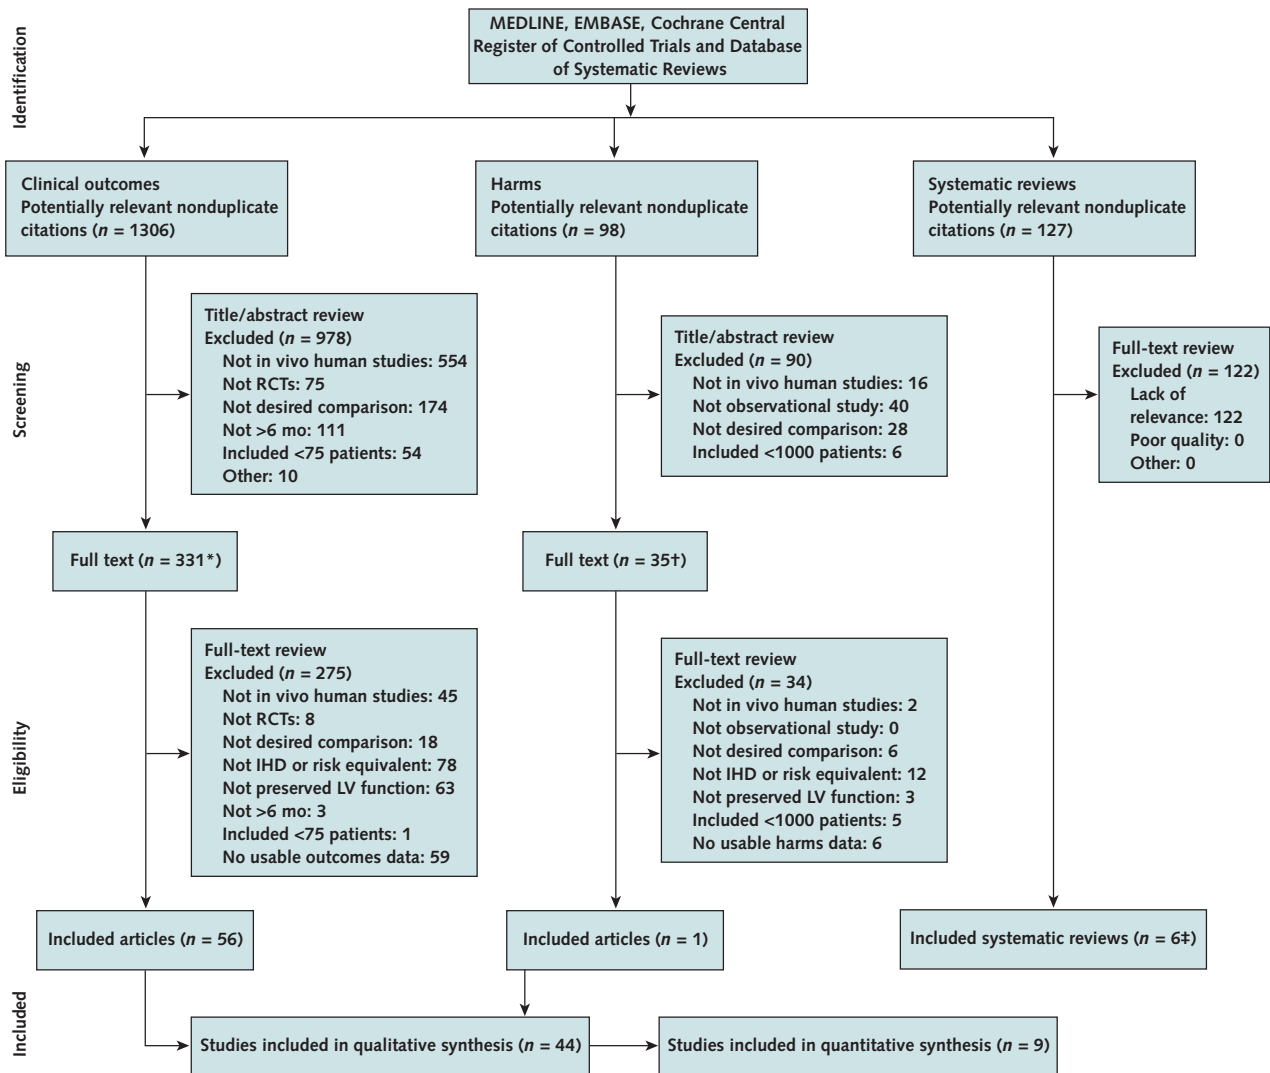 Identification
MEDLINE, EMBASE, Cochrane Central
Register of Controlled Trials and Database
of Systematic Reviews
Clinical outcomes
Potentially relevant nonduplicate
citations (n = 1306)
Harms
Potentially relevant nonduplicate
citations (n = 98)
Systematic reviews
Potentially relevant nonduplicate
citations (n = 127)
Screening
Title/abstract review
Excluded (n = 978)
Not in vivo human studies: 554
Not RCTs: 75
Not desired comparison: 174
Not >6 mo: 111
Included <75 patients: 54
Other: 10
Title/abstract review
Excluded (n = 90)
Not in vivo human studies: 16
Not observational study: 40
Not desired comparison: 28
Included <1000 patients: 6
Full-text review
Excluded (n = 122)
Lack of
relevance: 122
Poor quality: 0
Other: 0
Full text (n = 331*)
Full text (n = 35†)
Eligibility
Full-text review
Excluded (n = 275)
Not in vivo human studies: 45
Not RCTs: 8
Not desired comparison: 18
Not IHD or risk equivalent: 78
Not preserved LV function: 63
Not >6 mo: 3
Included <75 patients: 1
No usable outcomes data: 59
Full-text review
Excluded (n = 34)
Not in vivo human studies: 2
Not observational study: 0
Not desired comparison: 6
Not IHD or risk equivalent: 12
Not preserved LV function: 3
Included <1000 patients: 5
No usable harms data: 6
Included articles (n = 56)
Included articles (n = 1)
Included systematic reviews (n = 6‡)
Included
Studies included in qualitative synthesis (n = 44)
Studies included in quantitative synthesis (n = 9)